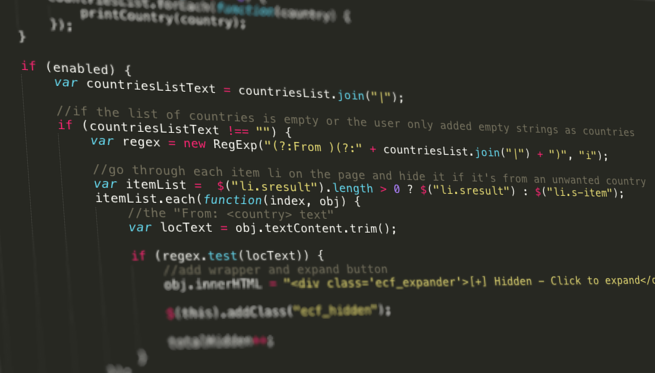 countriesList.forEach(function(country) {
printCountry(country);
});
}
if (enabled) {
var countriesListText = countriesList.join("|");
//if the list of countries is empty or the user only added empty strings as countries
if (countriesListText !== "") {
var regex = new RegExp("(?:From )(?:" + countriesList.join("|") + ")", "i");
//go through each item li on the page and hide it if it's from an unwanted country
var itemList = $("li.sresult").length > 0 ? $("li.sresult") : $("li.s-item");
itemList.each(function(index, obj) {
//the "From: <country> text"
var locText = obj.textContent.trim();
if (regex.test(locText)) {
//add wrapper and expand button
obj.innerHTML = "<div class='ecf_expander'>[+] Hidden - Click to expand</
$(this).addClass("ecf_hidden");
totalHidden++;
}